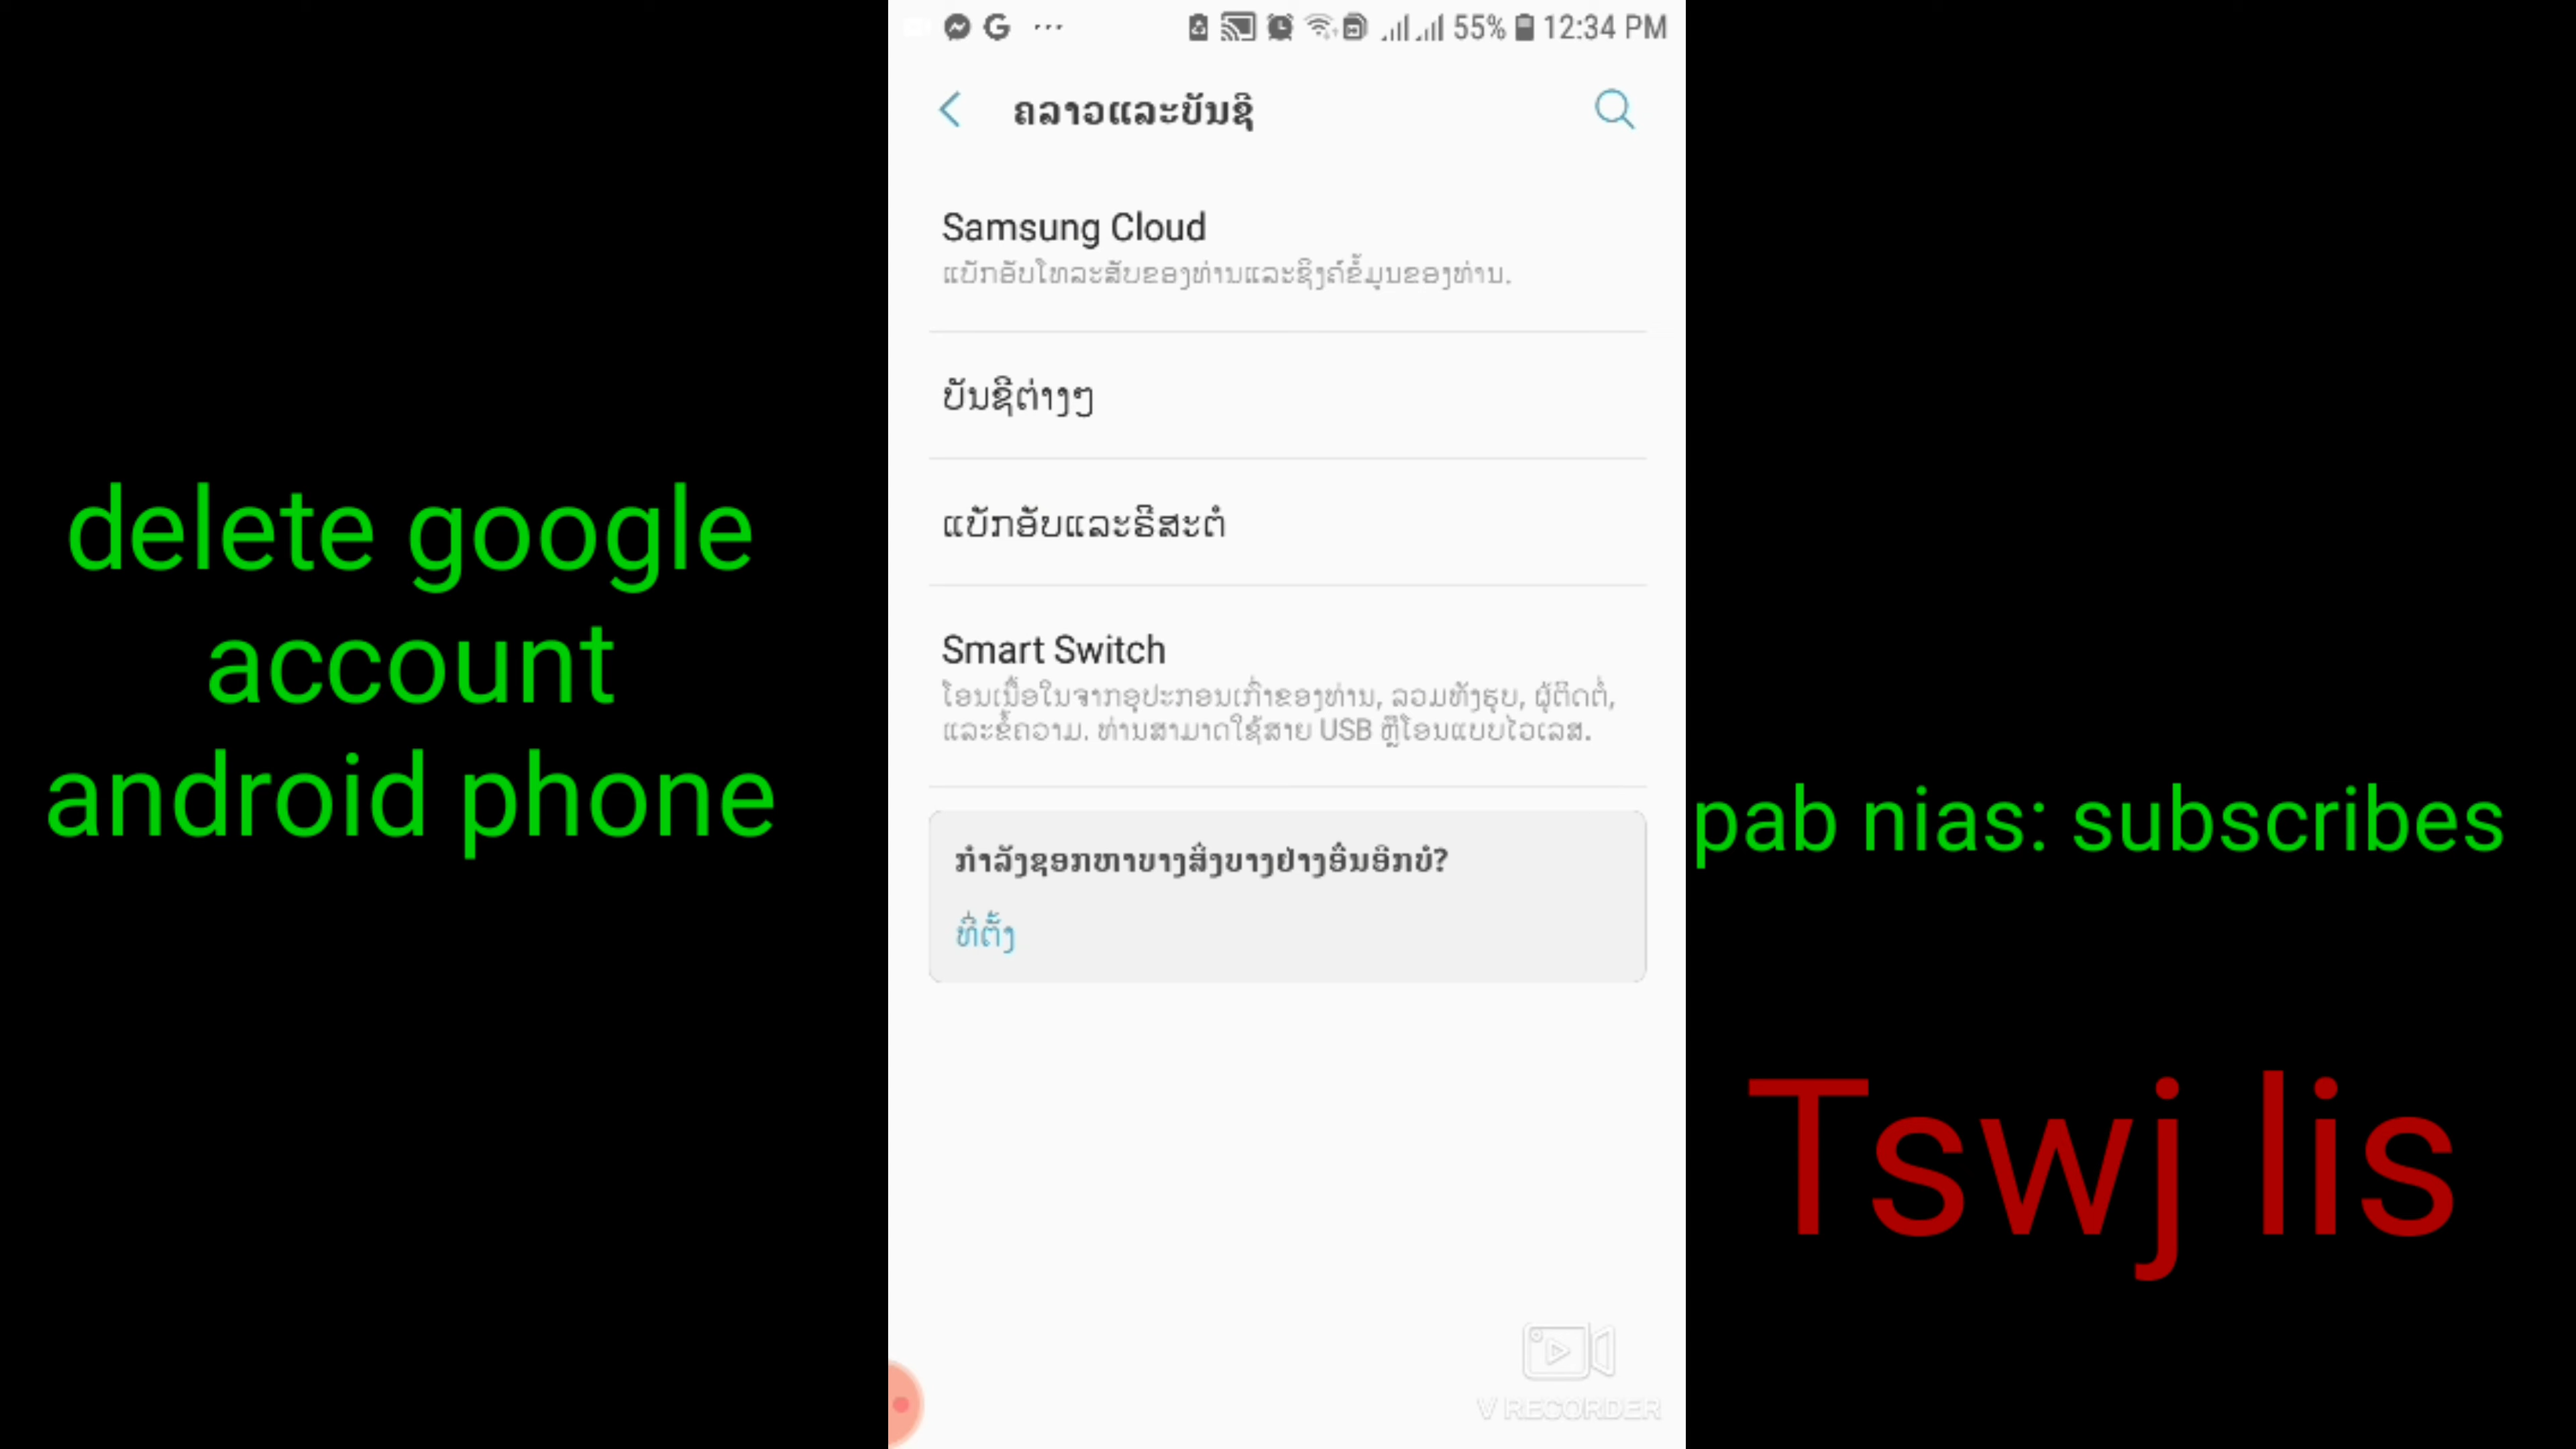 55% 12:34 PM
ຄລາວແລະບັນຊີ
Samsung Cloud
ແບັກອັບໂທລະສັບຂອງທ່ານແລະຊິງຄ໌ຂໍ້ມູນຂອງທ່ານ.
ບັນຊີຕ່າງໆ
ແບັກອັບແລະຣີສະຕໍ
Smart Switch
ໂອນເນື້ອໃນຈາກອຸປະກອນເກົ່າຂອງທ່ານ, ລວມທັງຮູບ, ຜູ້ຕິດຕໍ່,
ແລະຂໍ້ຄວາມ. ທ່ານສາມາດໃຊ້ສາຍ USB ຫຼືໂອນແບບໄວເລສ.
ກຳລັງຊອກຫາບາງສິ່ງບາງຢ່າງອື່ນອີກບໍ?
ທີ່ຕັ້ງ
V RECORDER
delete google
account
android phone
pab nias: subscribes
Tswj lis